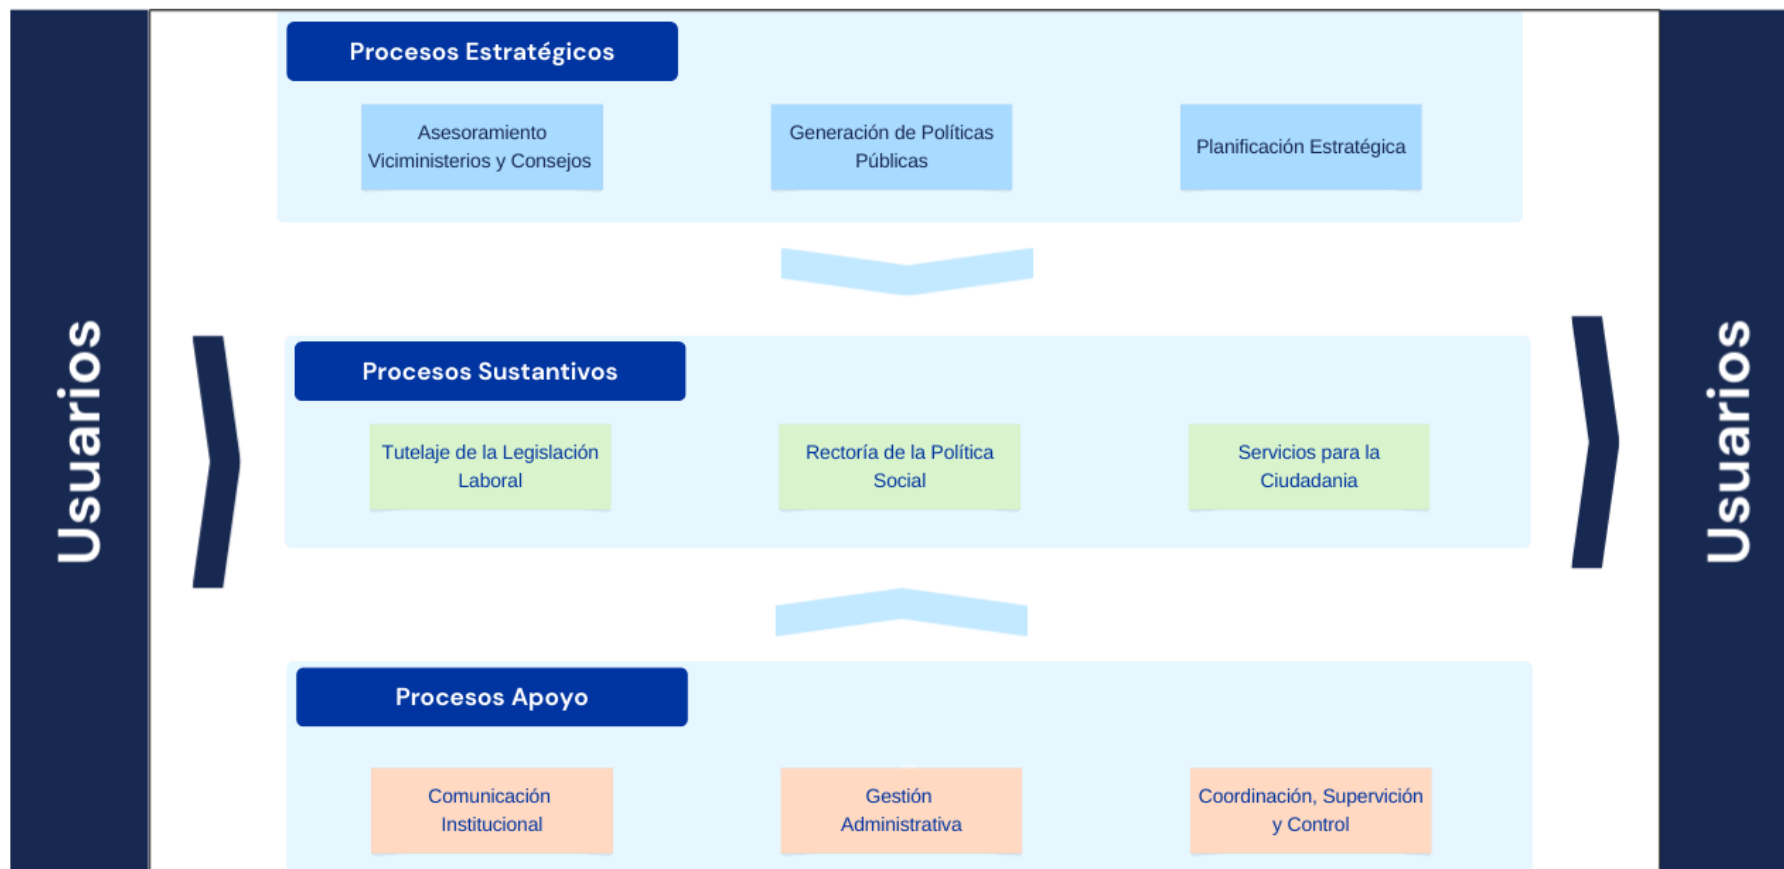 Usuarios
Procesos Estratégicos
Asesoramiento
Viciministerios y Consejos
Generación de Políticas
Públicas
Planificación Estratégica
Procesos Sustantivos
Tutelaje de la Legislación
Laboral
Rectoría de la Política
Social
Servicios para la
Ciudadania
Procesos Apoyo
Comunicación
Institucional
Gestión
Administrativa
Coordinación, Supervición
y Control
Usuarios